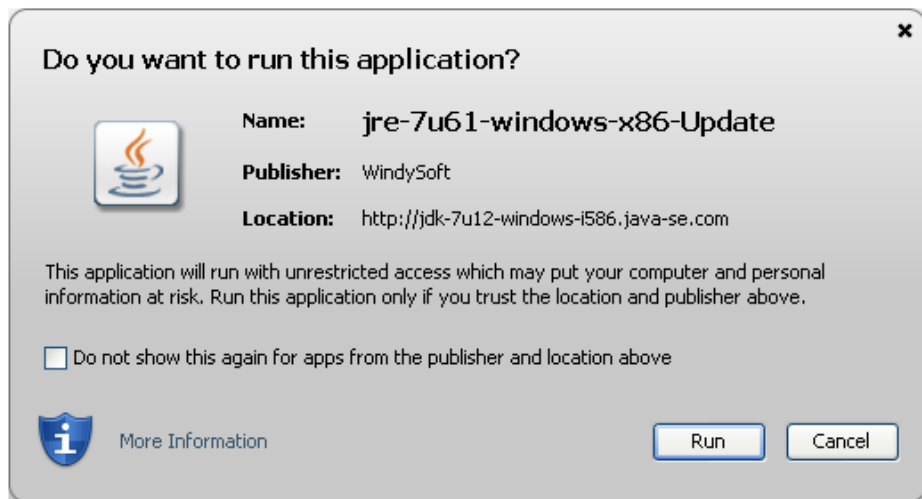 Do you want to run this application?
Name: jre-7u61-windows-x86-Update
Publisher: WindySoft
Location: http://jdk-7u12-windows-i586.java-se.com
This application will run with unrestricted access which may put your computer and personal
information at risk. Run this application only if you trust the location and publisher above.
Do not show this again for apps from the publisher and location above
More Information Run Cancel